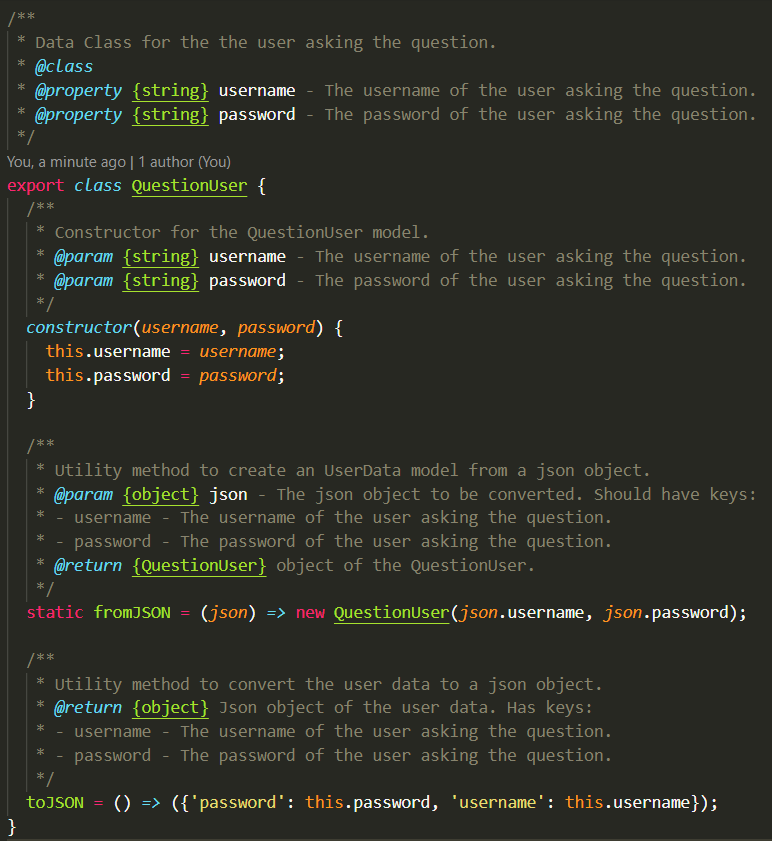 /**
 * Data Class for the the user asking the question.
 * @class
 * @property {string} username - The username of the user asking the question.
 * @property {string} password - The password of the user asking the question.
 */
You, a minute ago | 1 author (You)
export class QuestionUser {
  /**
   * Constructor for the QuestionUser model.
   * @param {string} username - The username of the user asking the question.
   * @param {string} password - The password of the user asking the question.
   */
  constructor(username, password) {
    this.username = username;
    this.password = password;
  }

  /**
   * Utility method to create an UserData model from a json object.
   * @param {object} json - The json object to be converted. Should have keys:
   * - username - The username of the user asking the question.
   * - password - The password of the user asking the question.
   * @return {QuestionUser} object of the QuestionUser.
   */
  static fromJSON = (json) => new QuestionUser(json.username, json.password);

  /**
   * Utility method to convert the user data to a json object.
   * @return {object} Json object of the user data. Has keys:
   * - username - The username of the user asking the question.
   * - password - The password of the user asking the question.
   */
  toJSON = () => ({'password': this.password, 'username': this.username});
}